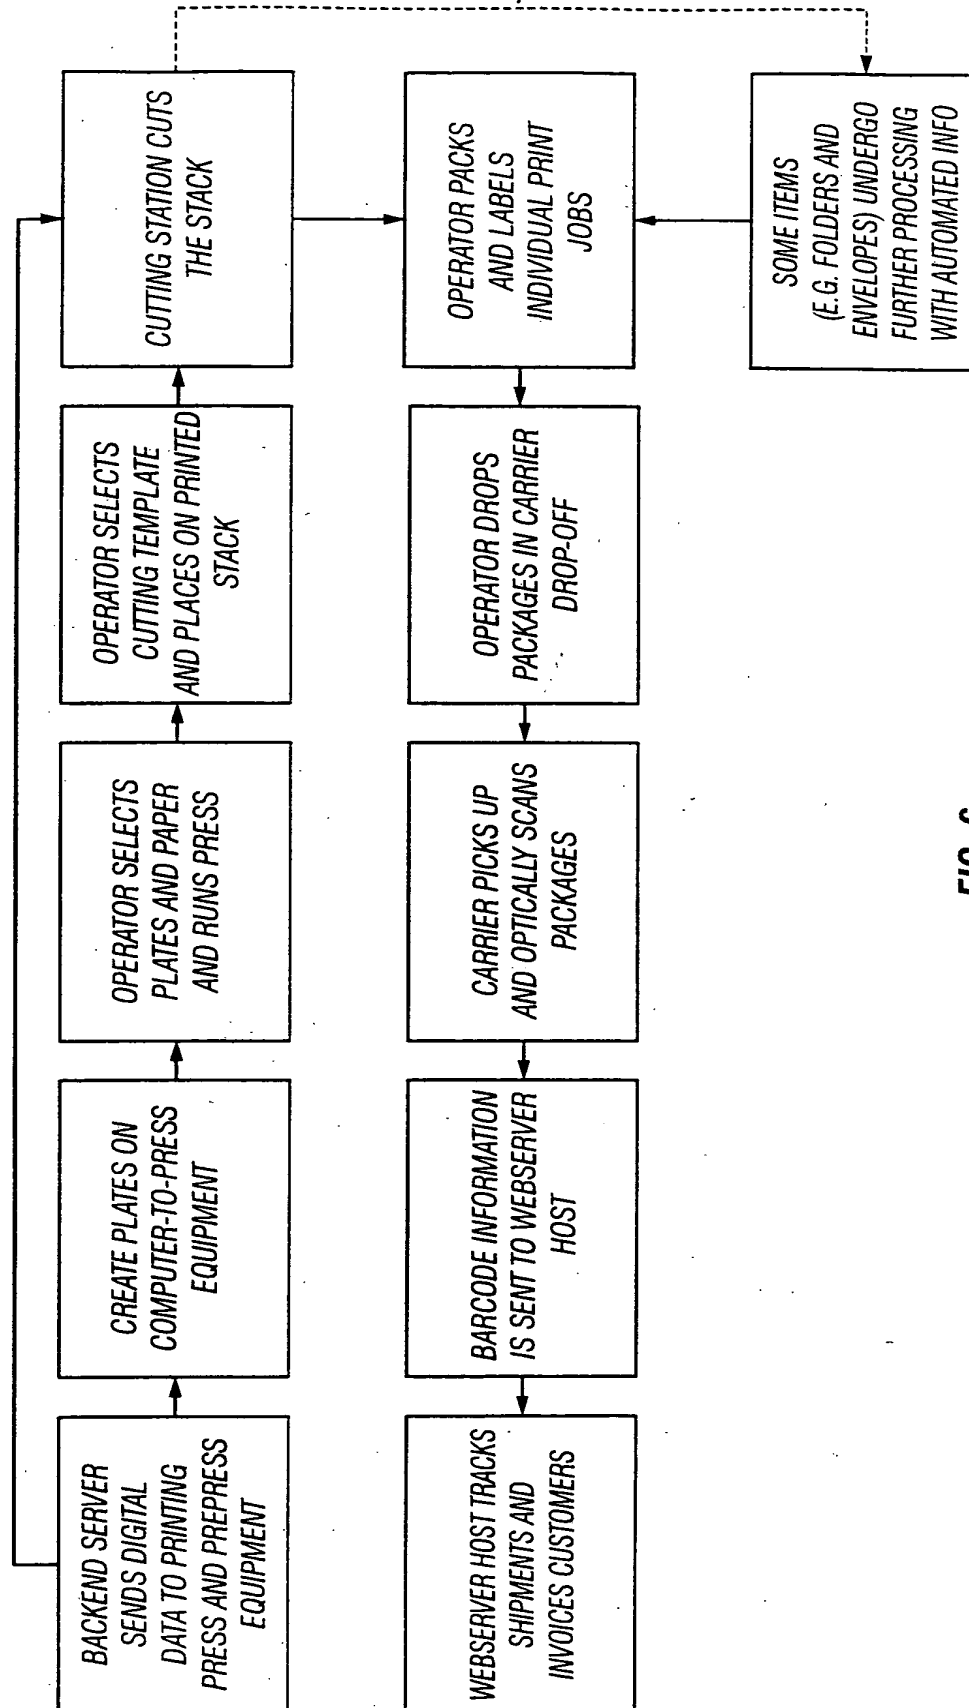 BACKEND SERVER
SENDS DIGITAL
DATA TO PRINTING
PRESS AND PREPRESS
EQUIPMENT
CREATE PLATES ON
COMPUTER-TO-PRESS
EQUIPMENT
OPERATOR SELECTS
PLATES AND PAPER
AND RUNS PRESS
OPERATOR SELECTS
CUTTING TEMPLATE
AND PLACES ON PRINTED
STACK
CUTTING STATION CUTS
THE STACK
WEBSERVER HOST TRACKS
SHIPMENTS AND
INVOICES CUSTOMERS
BARCODE INFORMATION
IS SENT TO WEBSERVER
HOST
CARRIER PICKS UP
AND OPTICALLY SCANS
PACKAGES
OPERATOR DROPS
PACKAGES IN CARRIER
DROP-OFF
OPERATOR PACKS
AND LABELS
INDIVIDUAL PRINT
JOBS
SOME ITEMS
(E.G. FOLDERS AND
ENVELOPES) UNDERGO
FURTHER PROCESSING
WITH AUTOMATED INFO
FIG.